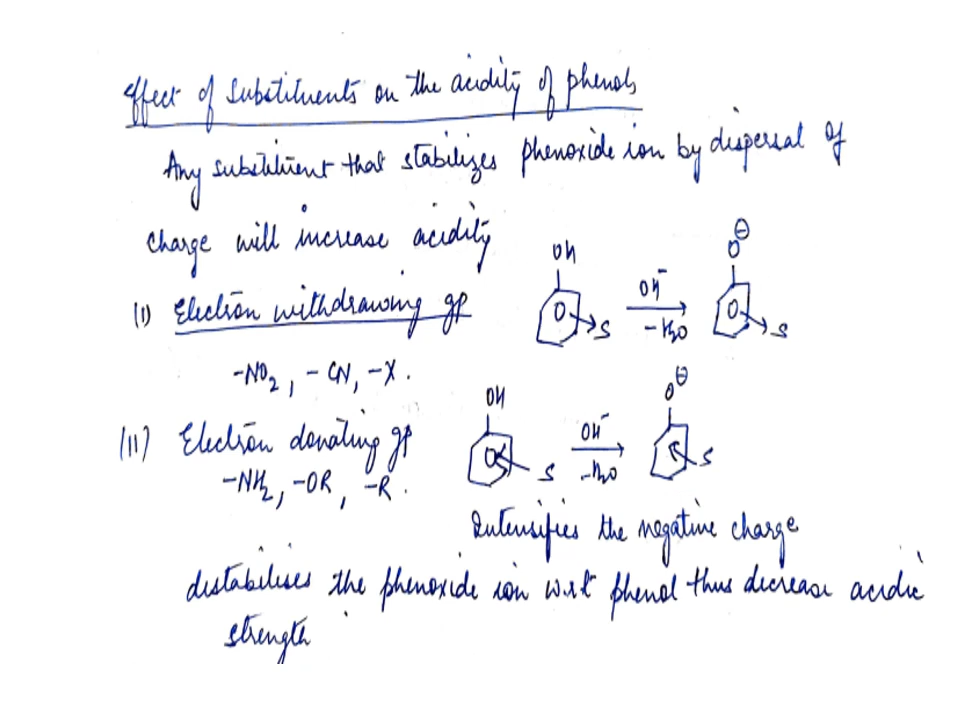 Effect of Substituents on the acidity of phenols
Any substituent that stabilizes phenoxide ion by dispersal of
charge will increase acidity
(i) Electron withdrawing gp
OH
S
OH⁻
-H2O
O⊖
S
-NO2, -CN, -X.
(ii) Electron donating gp
OH
S
OH⁻
-H2O
O⊖
S
-NH2, -OR, -R.
Intensifies the negative charge
distabilises the phenoxide ion w.r.t phenol thus decrease acidic
strength